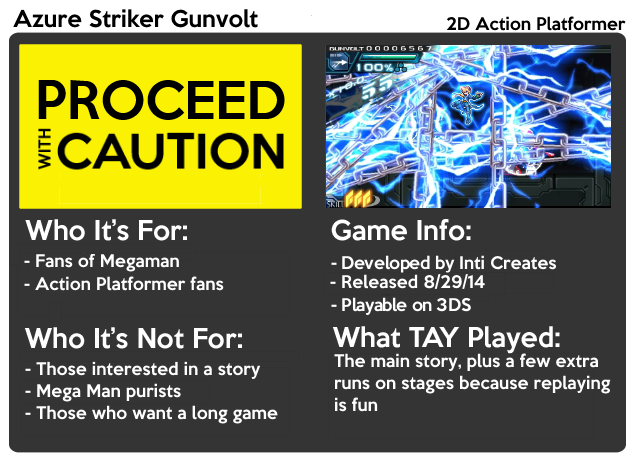 Azure Striker Gunvolt
2D Action Platformer
PROCEED
WITH CAUTION
GUNVOLT 00006567
100%
SKILL
Who It's For:
- Fans of Megaman
- Action Platformer fans
Who It's Not For:
- Those interested in a story
- Mega Man purists
- Those who want a long game
Game Info:
- Developed by Inti Creates
- Released 8/29/14
- Playable on 3DS
What TAY Played:
The main story, plus a few extra
runs on stages because replaying
is fun